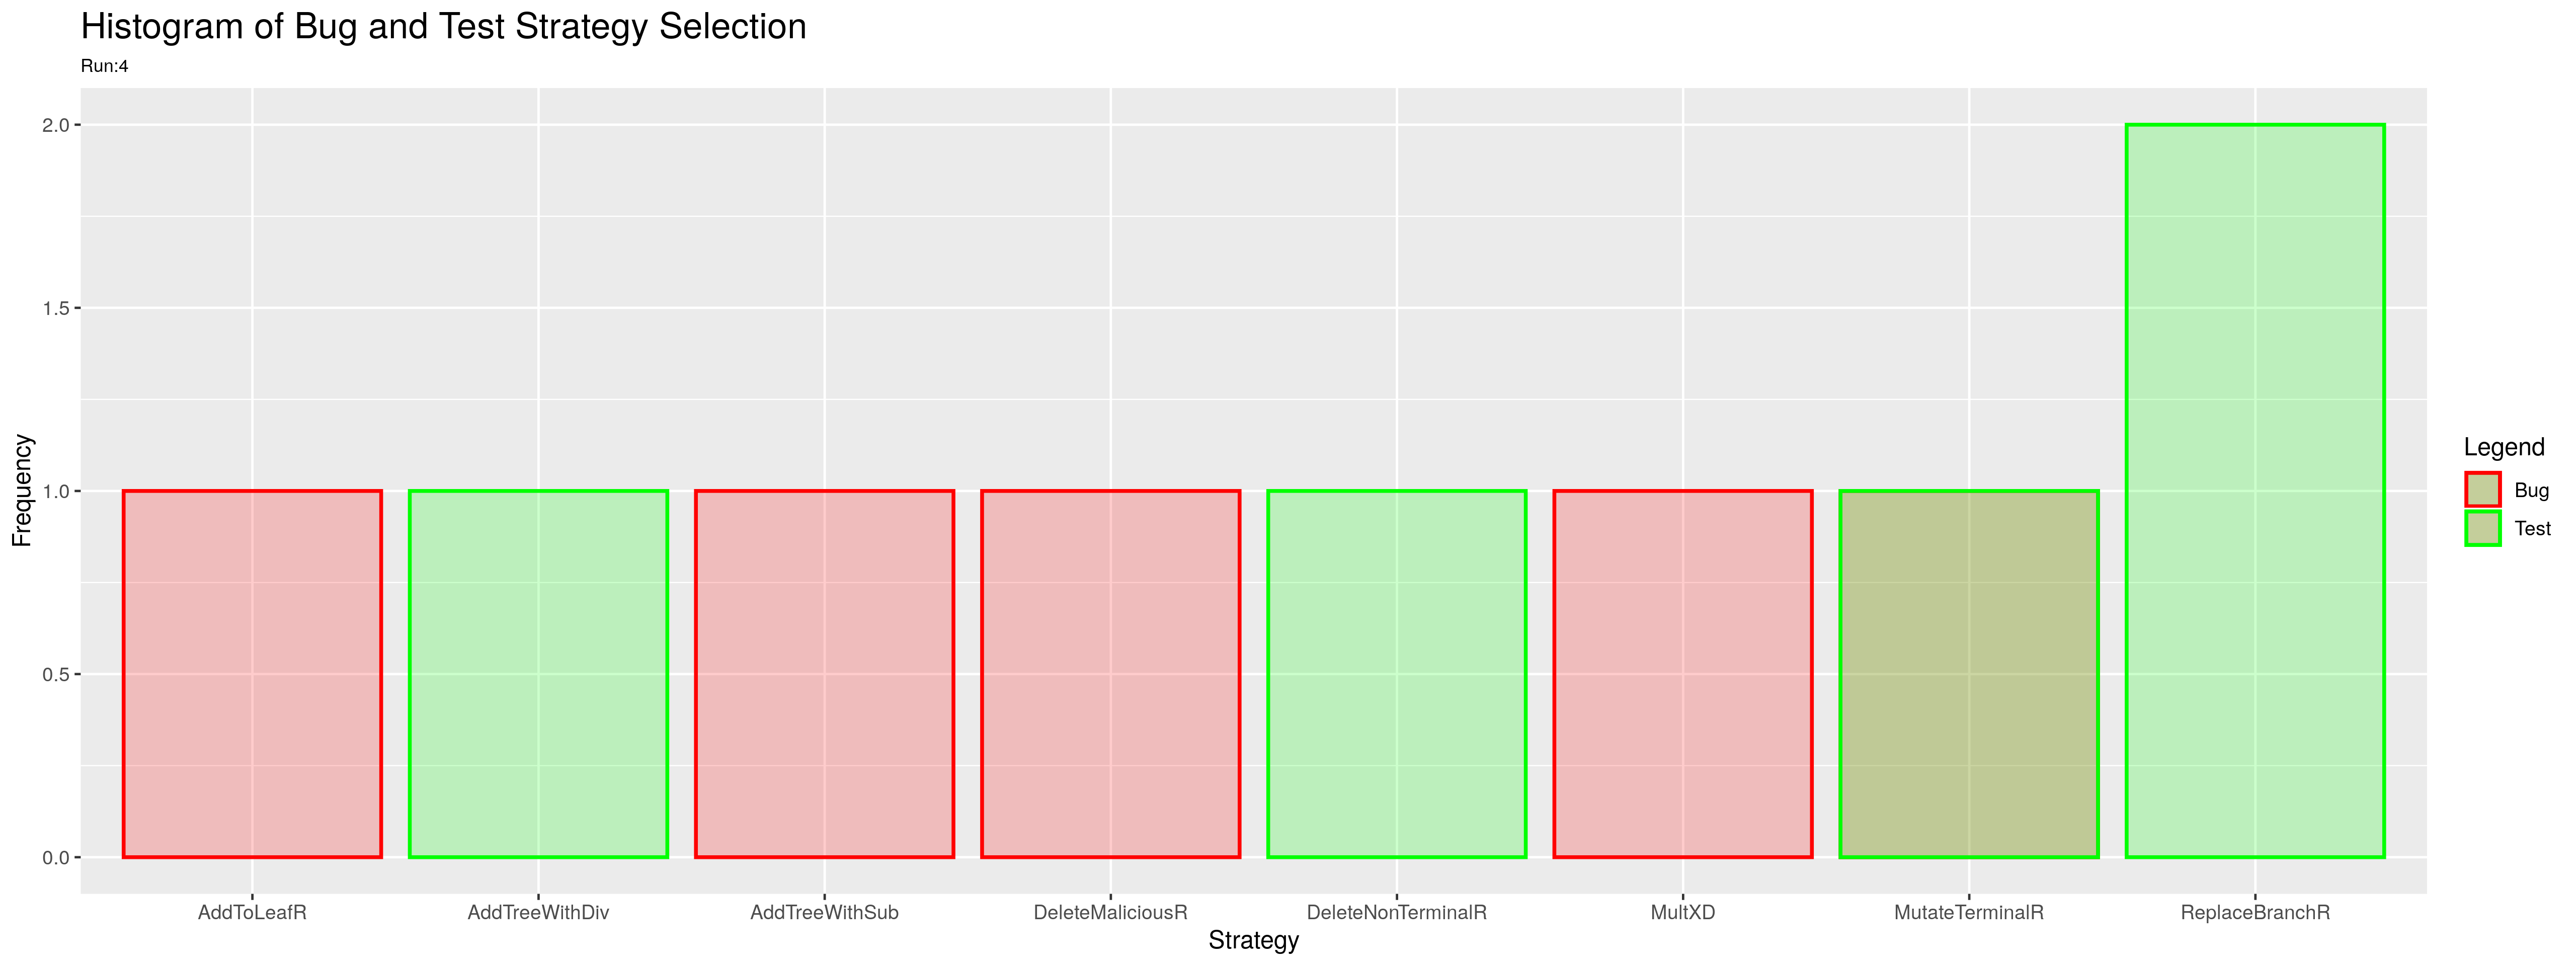 Histogram of Bug and Test Strategy Selection
Run:4
Frequency
2.0
1.5
1.0
0.5
0.0
AddToLeafR AddTreeWithDiv AddTreeWithSub DeleteMaliciousR DeleteNonTerminalR MultXD MutateTerminalR ReplaceBranchR
Strategy
Legend
Bug
Test